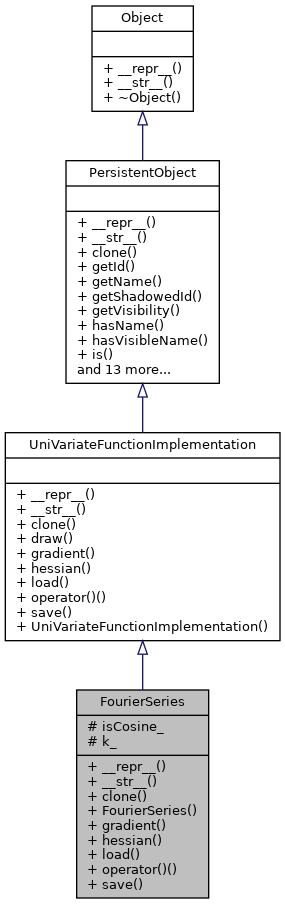 Object
+ __repr__()
+ __str__()
+ ~Object()
PersistentObject
+ __repr__()
+ __str__()
+ clone()
+ getId()
+ getName()
+ getShadowedId()
+ getVisibility()
+ hasName()
+ hasVisibleName()
+ is()
and 13 more...
UniVariateFunctionImplementation
+ __repr__()
+ __str__()
+ clone()
+ draw()
+ gradient()
+ hessian()
+ load()
+ operator()()
+ save()
+ UniVariateFunctionImplementation()
FourierSeries
# isCosine_
# k_
+ __repr__()
+ __str__()
+ clone()
+ FourierSeries()
+ gradient()
+ hessian()
+ load()
+ operator()()
+ save()